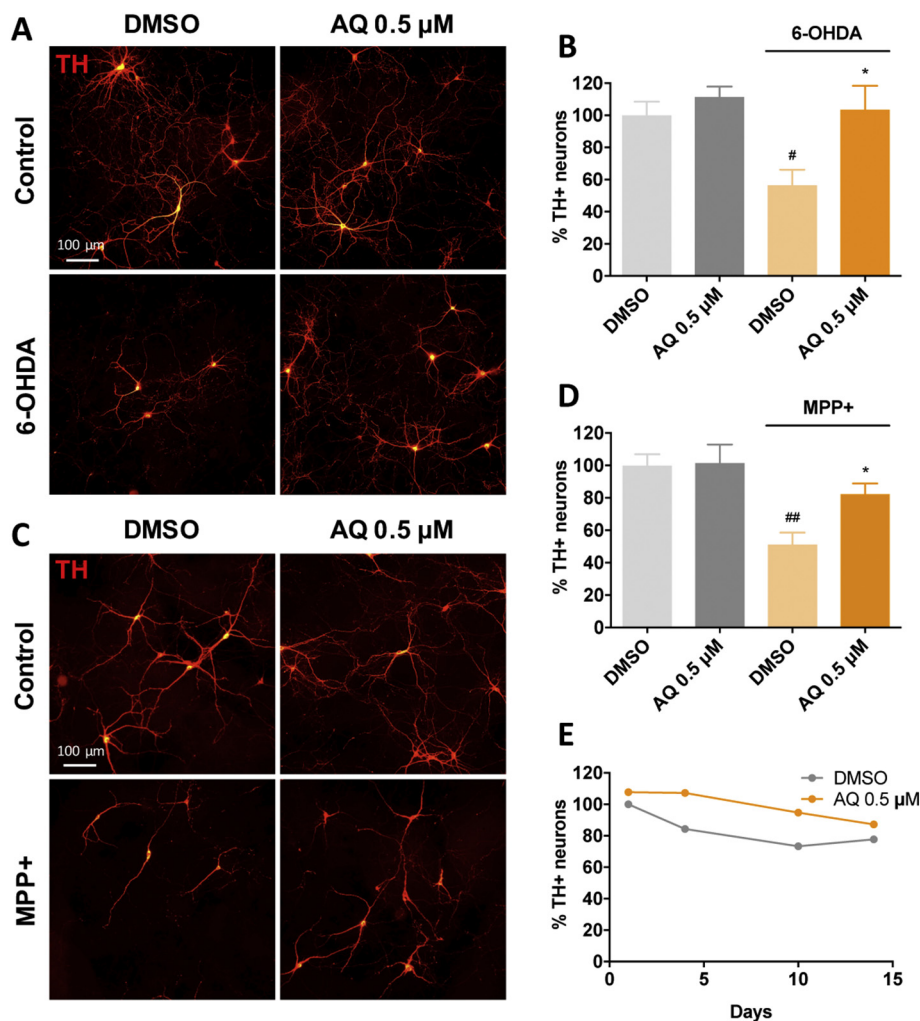 A
DMSO
AQ 0.5 µM
Control
TH
100 µm
6-OHDA
B
6-OHDA
% TH+ neurons
120
100
80
60
40
20
0
#
*
DMSO
AQ 0.5 µM
DMSO
AQ 0.5 µM
C
DMSO
AQ 0.5 µM
Control
TH
100 µm
MPP+
D
MPP+
% TH+ neurons
120
100
80
60
40
20
0
##
*
DMSO
AQ 0.5 µM
DMSO
AQ 0.5 µM
E
% TH+ neurons
120
100
80
60
40
20
0
DMSO
AQ 0.5 µM
0 5 10 15
Days